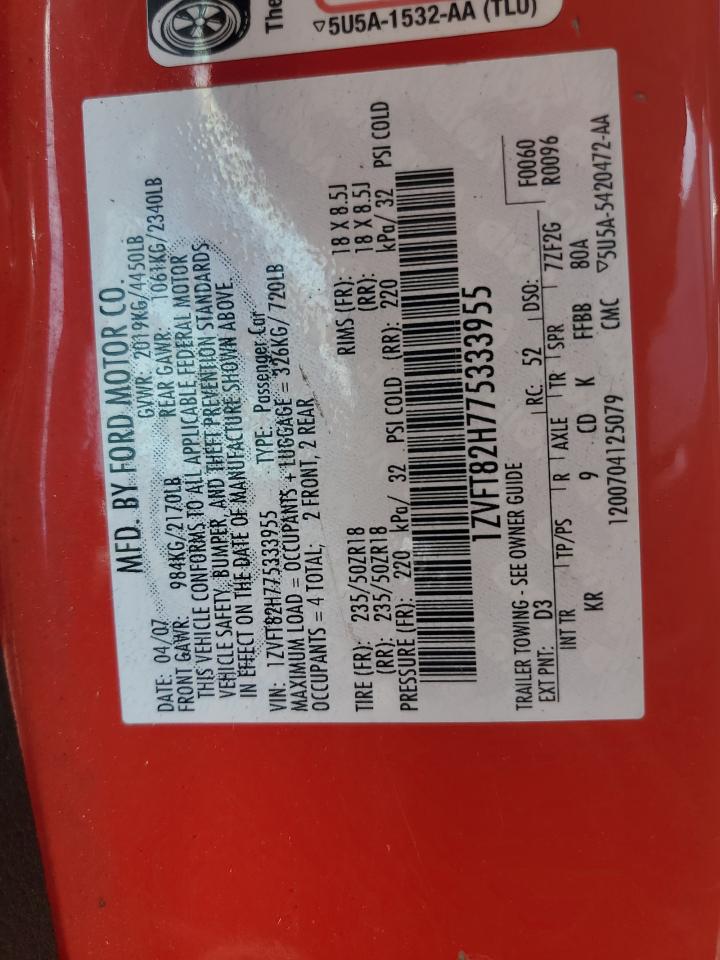 The
▽5U5A-1532-AA (TLU)
MFD. BY FORD MOTOR CO.
DATE: 04/07 GVWR: 2019KG/4450LB
FRONT GAWR: 984KG/2170LB REAR GAWR: 1061KG/2340LB
THIS VEHICLE CONFORMS TO ALL APPLICABLE FEDERAL MOTOR
VEHICLE SAFETY, BUMPER, AND THEFT PREVENTION STANDARDS
IN EFFECT ON THE DATE OF MANUFACTURE SHOWN ABOVE.
VIN: 1ZVFT82H775333955 TYPE: Passenger Car
MAXIMUM LOAD = OCCUPANTS + LUGGAGE = 326KG/ 720LB
OCCUPANTS = 4 TOTAL; 2 FRONT, 2 REAR
TIRE (FR): 235/50ZR18 RIMS (FR): 18 X 8.5J
(RR): 235/50ZR18 (RR): 18 X 8.5J
PRESSURE (FR): 220 kPa/ 32 PSI COLD (RR): 220 kPa/ 32 PSI COLD
1ZVFT82H775333955
TRAILER TOWING - SEE OWNER GUIDE F0060
EXT PNT: D3 RC: 52 DSO: 7ZF2G R0096
INT TR TP/PS R AXLE TR SPR 80A
KR 9 CD K FFBB
1200704125079 CMC ▽5U5A-5420472-AA